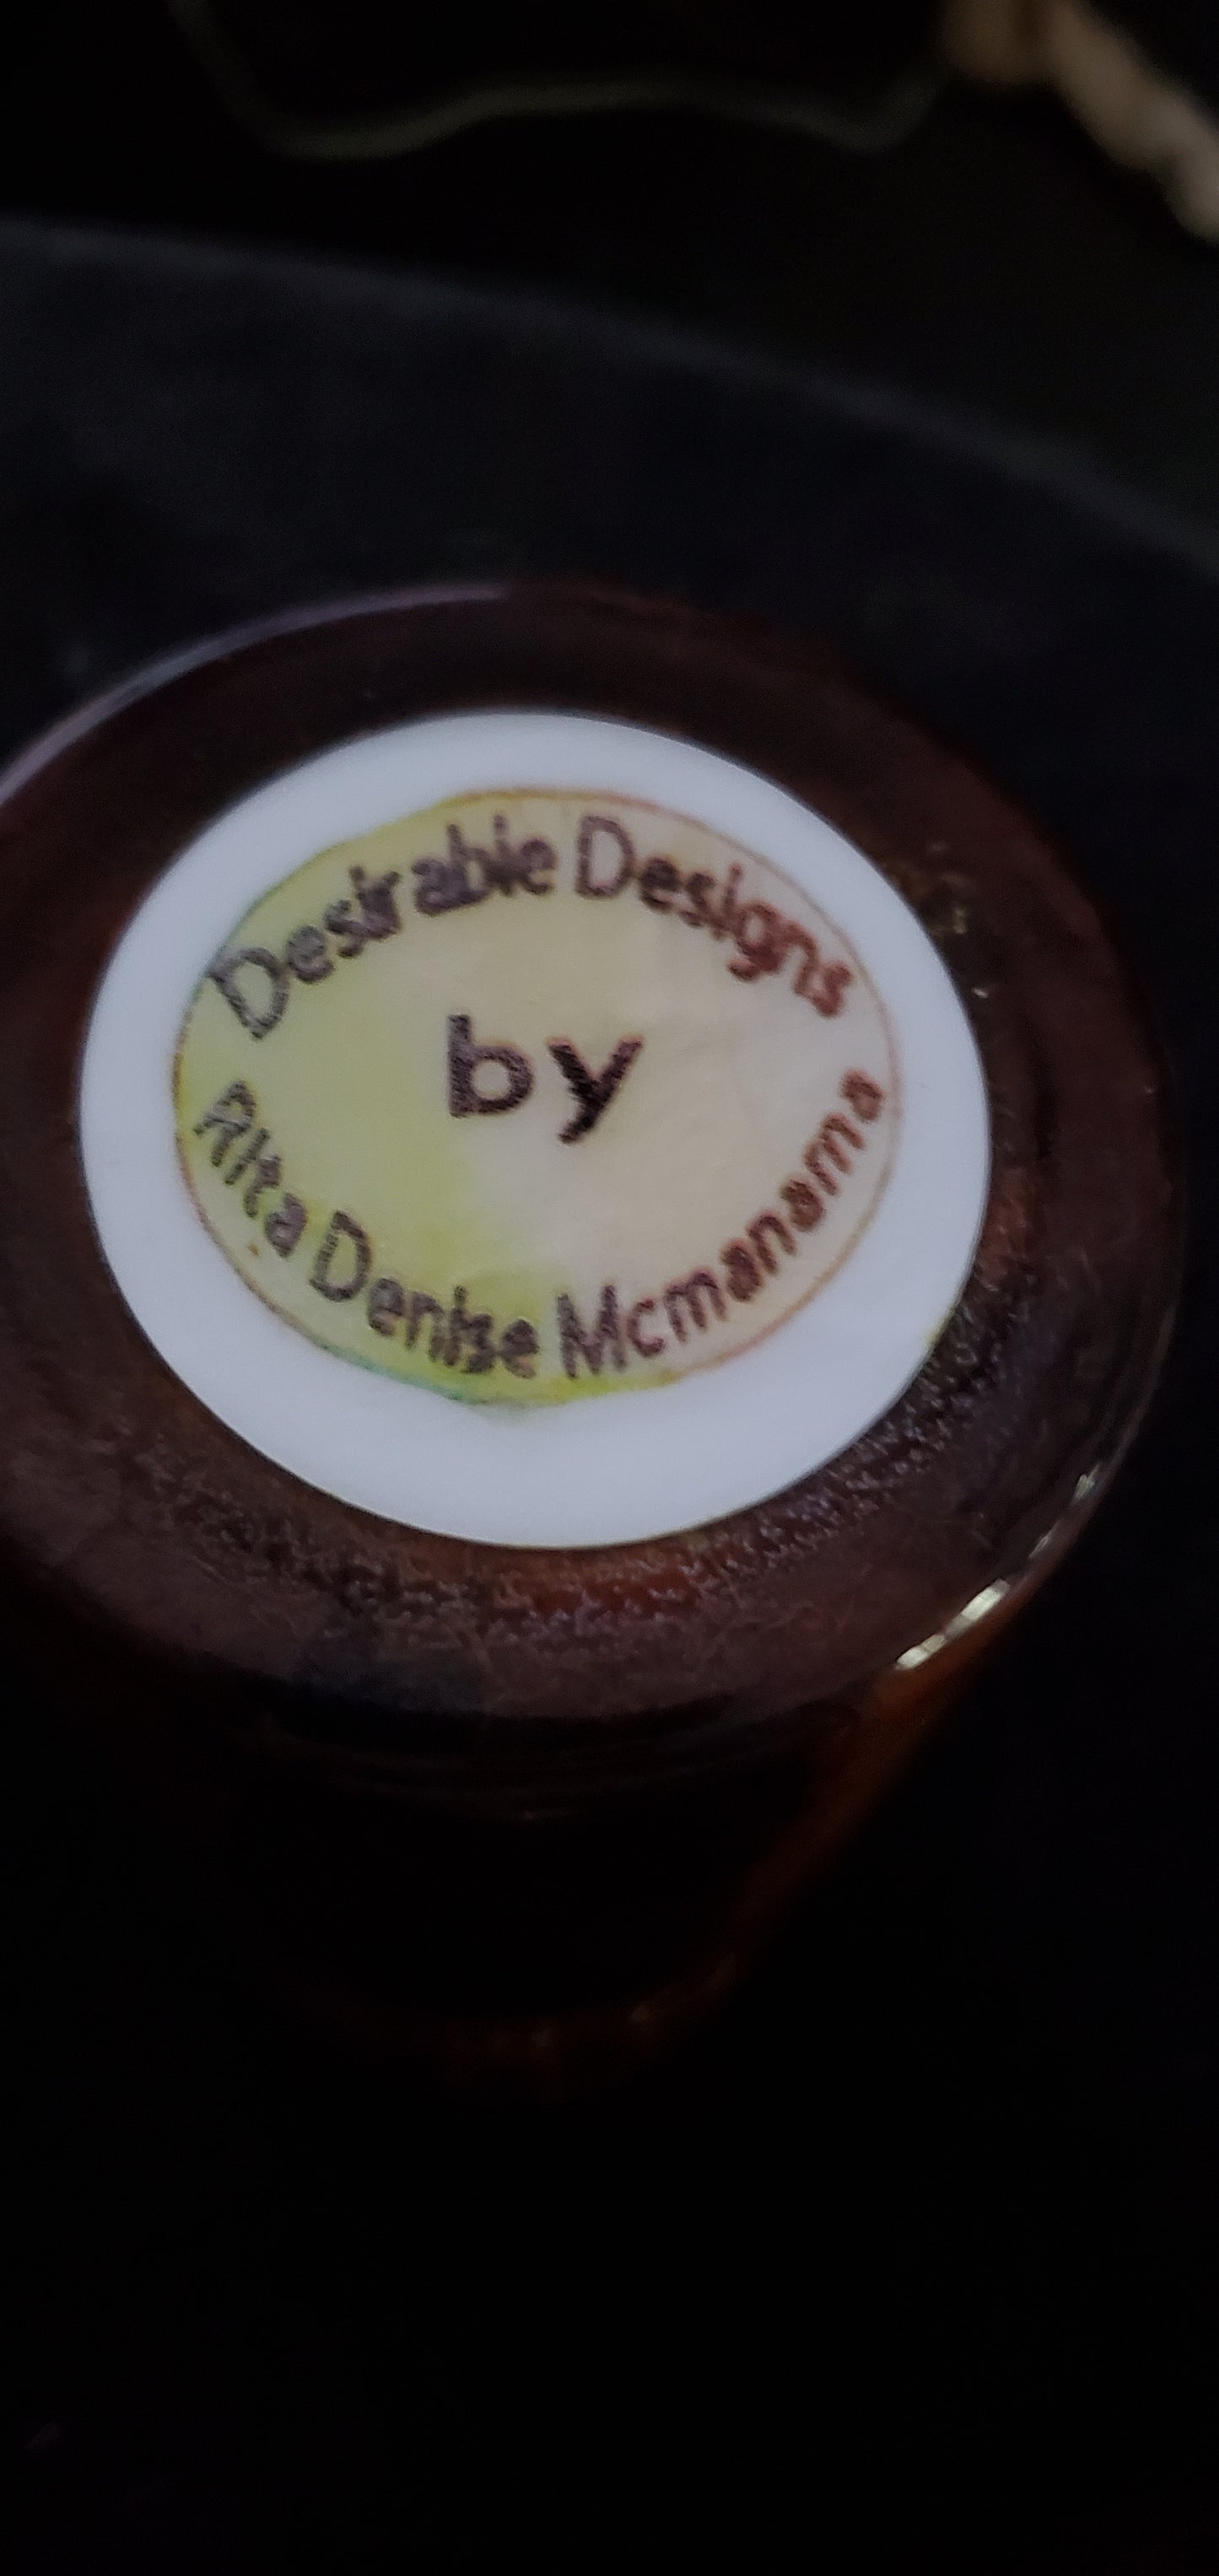 Desirable Designs
by
Rita Denise Mcmanama